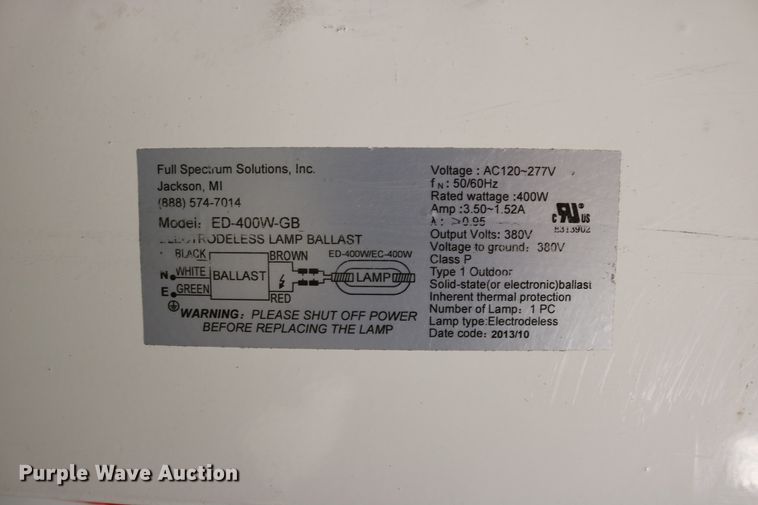 Full Spectrum Solutions, Inc.
Jackson, MI
(888) 574-7014
Model: ED-400W-GB
ELECTRODELESS LAMP BALLAST
BLACK
N WHITE
E GREEN
BALLAST
BROWN
RED
ED-400W/EC-400W
LAMP
WARNING: PLEASE SHUT OFF POWER
BEFORE REPLACING THE LAMP
Voltage : AC120~277V
fN : 50/60Hz
Rated wattage :400W
Amp :3.50~1.52A
λ : >0.95
Output Volts: 380V
Voltage to ground: 380V
Class P
Type 1 Outdoor
Solid-state(or electronic)ballast
Inherent thermal protection
Number of Lamp: 1 PC
Lamp type:Electrodeless
Date code: 2013/10
c UL US
E313902
Purple Wave Auction